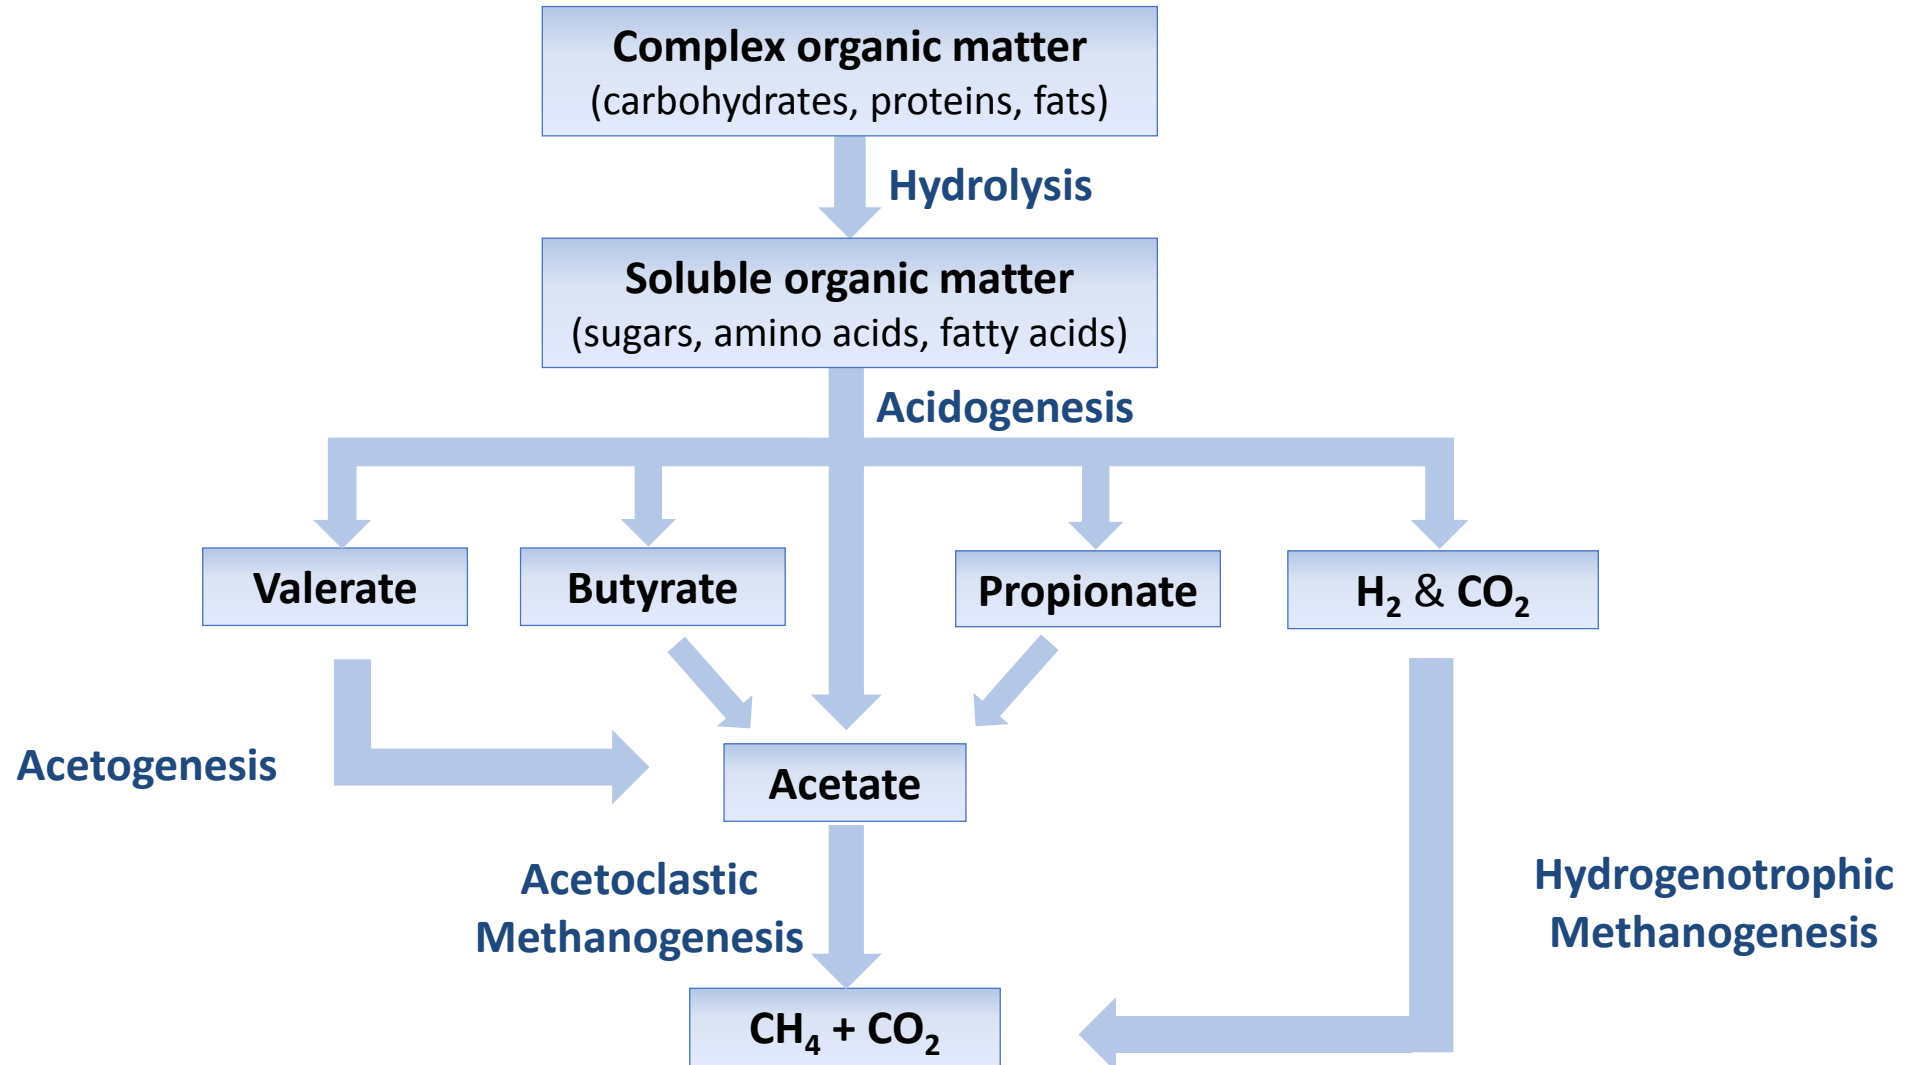 Complex organic matter
(carbohydrates, proteins, fats)
Hydrolysis
Soluble organic matter
(sugars, amino acids, fatty acids)
Acidogenesis
Valerate
Butyrate
Propionate
H₂ & CO₂
Acetogenesis
Acetate
Acetoclastic
Methanogenesis
Hydrogenotrophic
Methanogenesis
CH₄ + CO₂